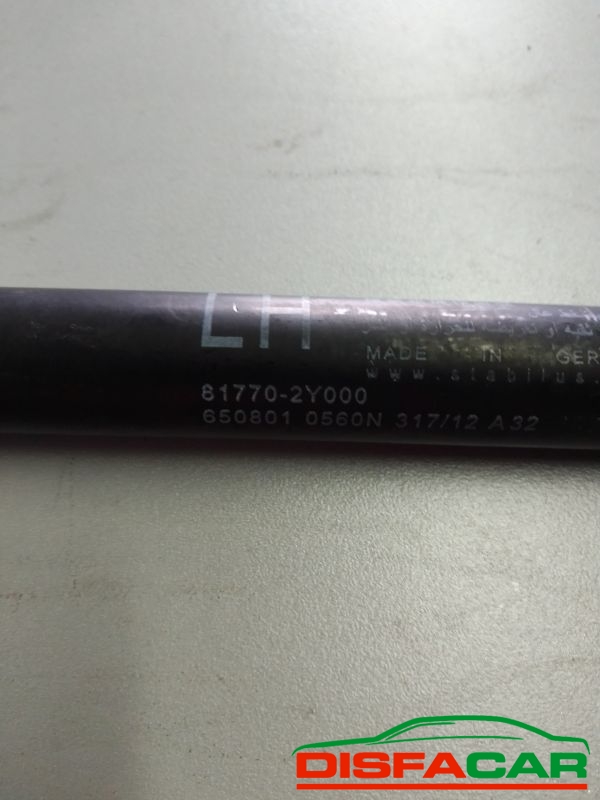 LH
MADE IN GER
www.stabilus.
81770-2Y000
650801 0560N 317/12 A32
DISFACAR